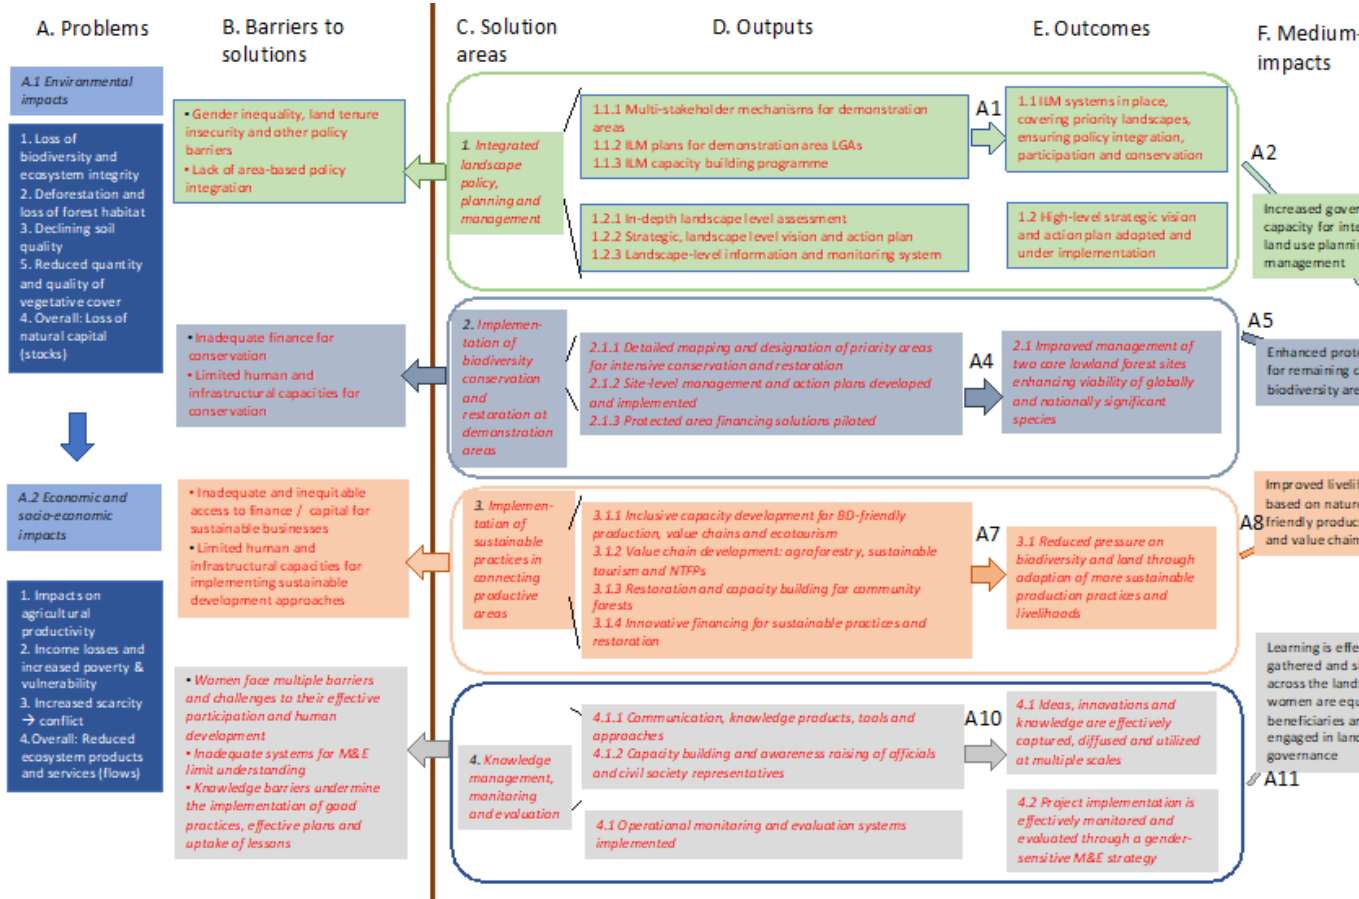 A. Problems
B. Barriers to
solutions
C. Solution
areas
D. Outputs
E. Outcomes
F. Medium-
impacts
A.1 Environmental
impacts
1. Loss of
biodiversity and
ecosystem integrity
2. Deforestation and
loss of forest habitat
3. Declining soil
quality
5. Reduced quantity
and quality of
vegetative cover
4. Overall: Loss of
natural capital
(stocks)
A.2 Economic and
socio-economic
impacts
1. Impacts on
agricultural
productivity
2. Income losses and
increased poverty &
vulnerability
3. Increased scarcity
→ conflict
4.Overall: Reduced
ecosystem products
and services (flows)
• Gender inequality, land tenure
insecurity and other policy
barriers
• Lack of area-based policy
integration
1. Integrated
landscape
policy,
planning and
management
1.1.1 Multi-stakeholder mechanisms for demonstration
areas
1.1.2 ILM plans for demonstration area LGAs
1.1.3 ILM capacity building programme
1.2.1 In-depth landscape level assessment
1.2.2 Strategic, landscape level vision and action plan
1.2.3 Landscape-level information and monitoring system
A1
1.1 ILM systems in place,
covering priority landscapes,
ensuring policy integration,
participation and conservation
1.2 High-level strategic vision
and action plan adopted and
under implementation
A2
Increased gover
capacity for inte
land use plannin
management
• Inadequate finance for
conservation
• Limited human and
infrastructural capacities for
conservation
2. Implemen-
tation of
biodiversity
conservation
and
restoration at
demonstration
areas
2.1.1 Detailed mapping and designation of priority areas
for intensive conservation and restoration
2.1.2 Site-level management and action plans developed
and implemented
2.1.3 Protected area financing solutions piloted
A4
2.1 Improved management of
two core lowland forest sites
enhancing viability of globally
and nationally significant
species
A5
Enhanced prote
for remaining c
biodiversity are
• Inadequate and inequitable
access to finance / capital for
sustainable businesses
• Limited human and
infrastructural capacities for
implementing sustainable
development approaches
3. Implemen-
tation of
sustainable
practices in
connecting
productive
areas
3.1.1 Inclusive capacity development for BD-friendly
production, value chains and ecotourism
3.1.2 Value chain development: agroforestry, sustainable
tourism and NTFPs
3.1.3 Restoration and capacity building for community
forests
3.1.4 Innovative financing for sustainable practices and
restoration
A7
3.1 Reduced pressure on
biodiversity and land through
adoption of more sustainable
production practices and
livelihoods
A8
Improved livelih
based on nature
friendly produc
and value chain
• Women face multiple barriers
and challenges to their effective
participation and human
development
• Inadequate systems for M&E
limit understanding
• Knowledge barriers undermine
the implementation of good
practices, effective plans and
uptake of lessons
4. Knowledge
management,
monitoring
and evaluation
4.1.1 Communication, knowledge products, tools and
approaches
4.1.2 Capacity building and awareness raising of officials
and civil society representatives
4.1 Operational monitoring and evaluation systems
implemented
A10
4.1 Ideas, innovations and
knowledge are effectively
captured, diffused and utilized
at multiple scales
4.2 Project implementation is
effectively monitored and
evaluated through a gender-
sensitive M&E strategy
Learning is effe
gathered and s
across the lands
women are equ
beneficiaries an
engaged in land
governance
A11